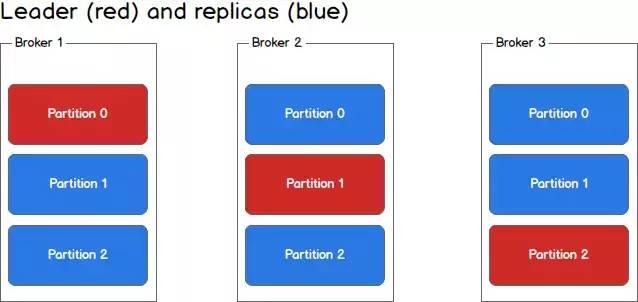 Leader (red) and replicas (blue)
Broker 1
Partition 0
Partition 1
Partition 2
Broker 2
Partition 0
Partition 1
Partition 2
Broker 3
Partition 0
Partition 1
Partition 2